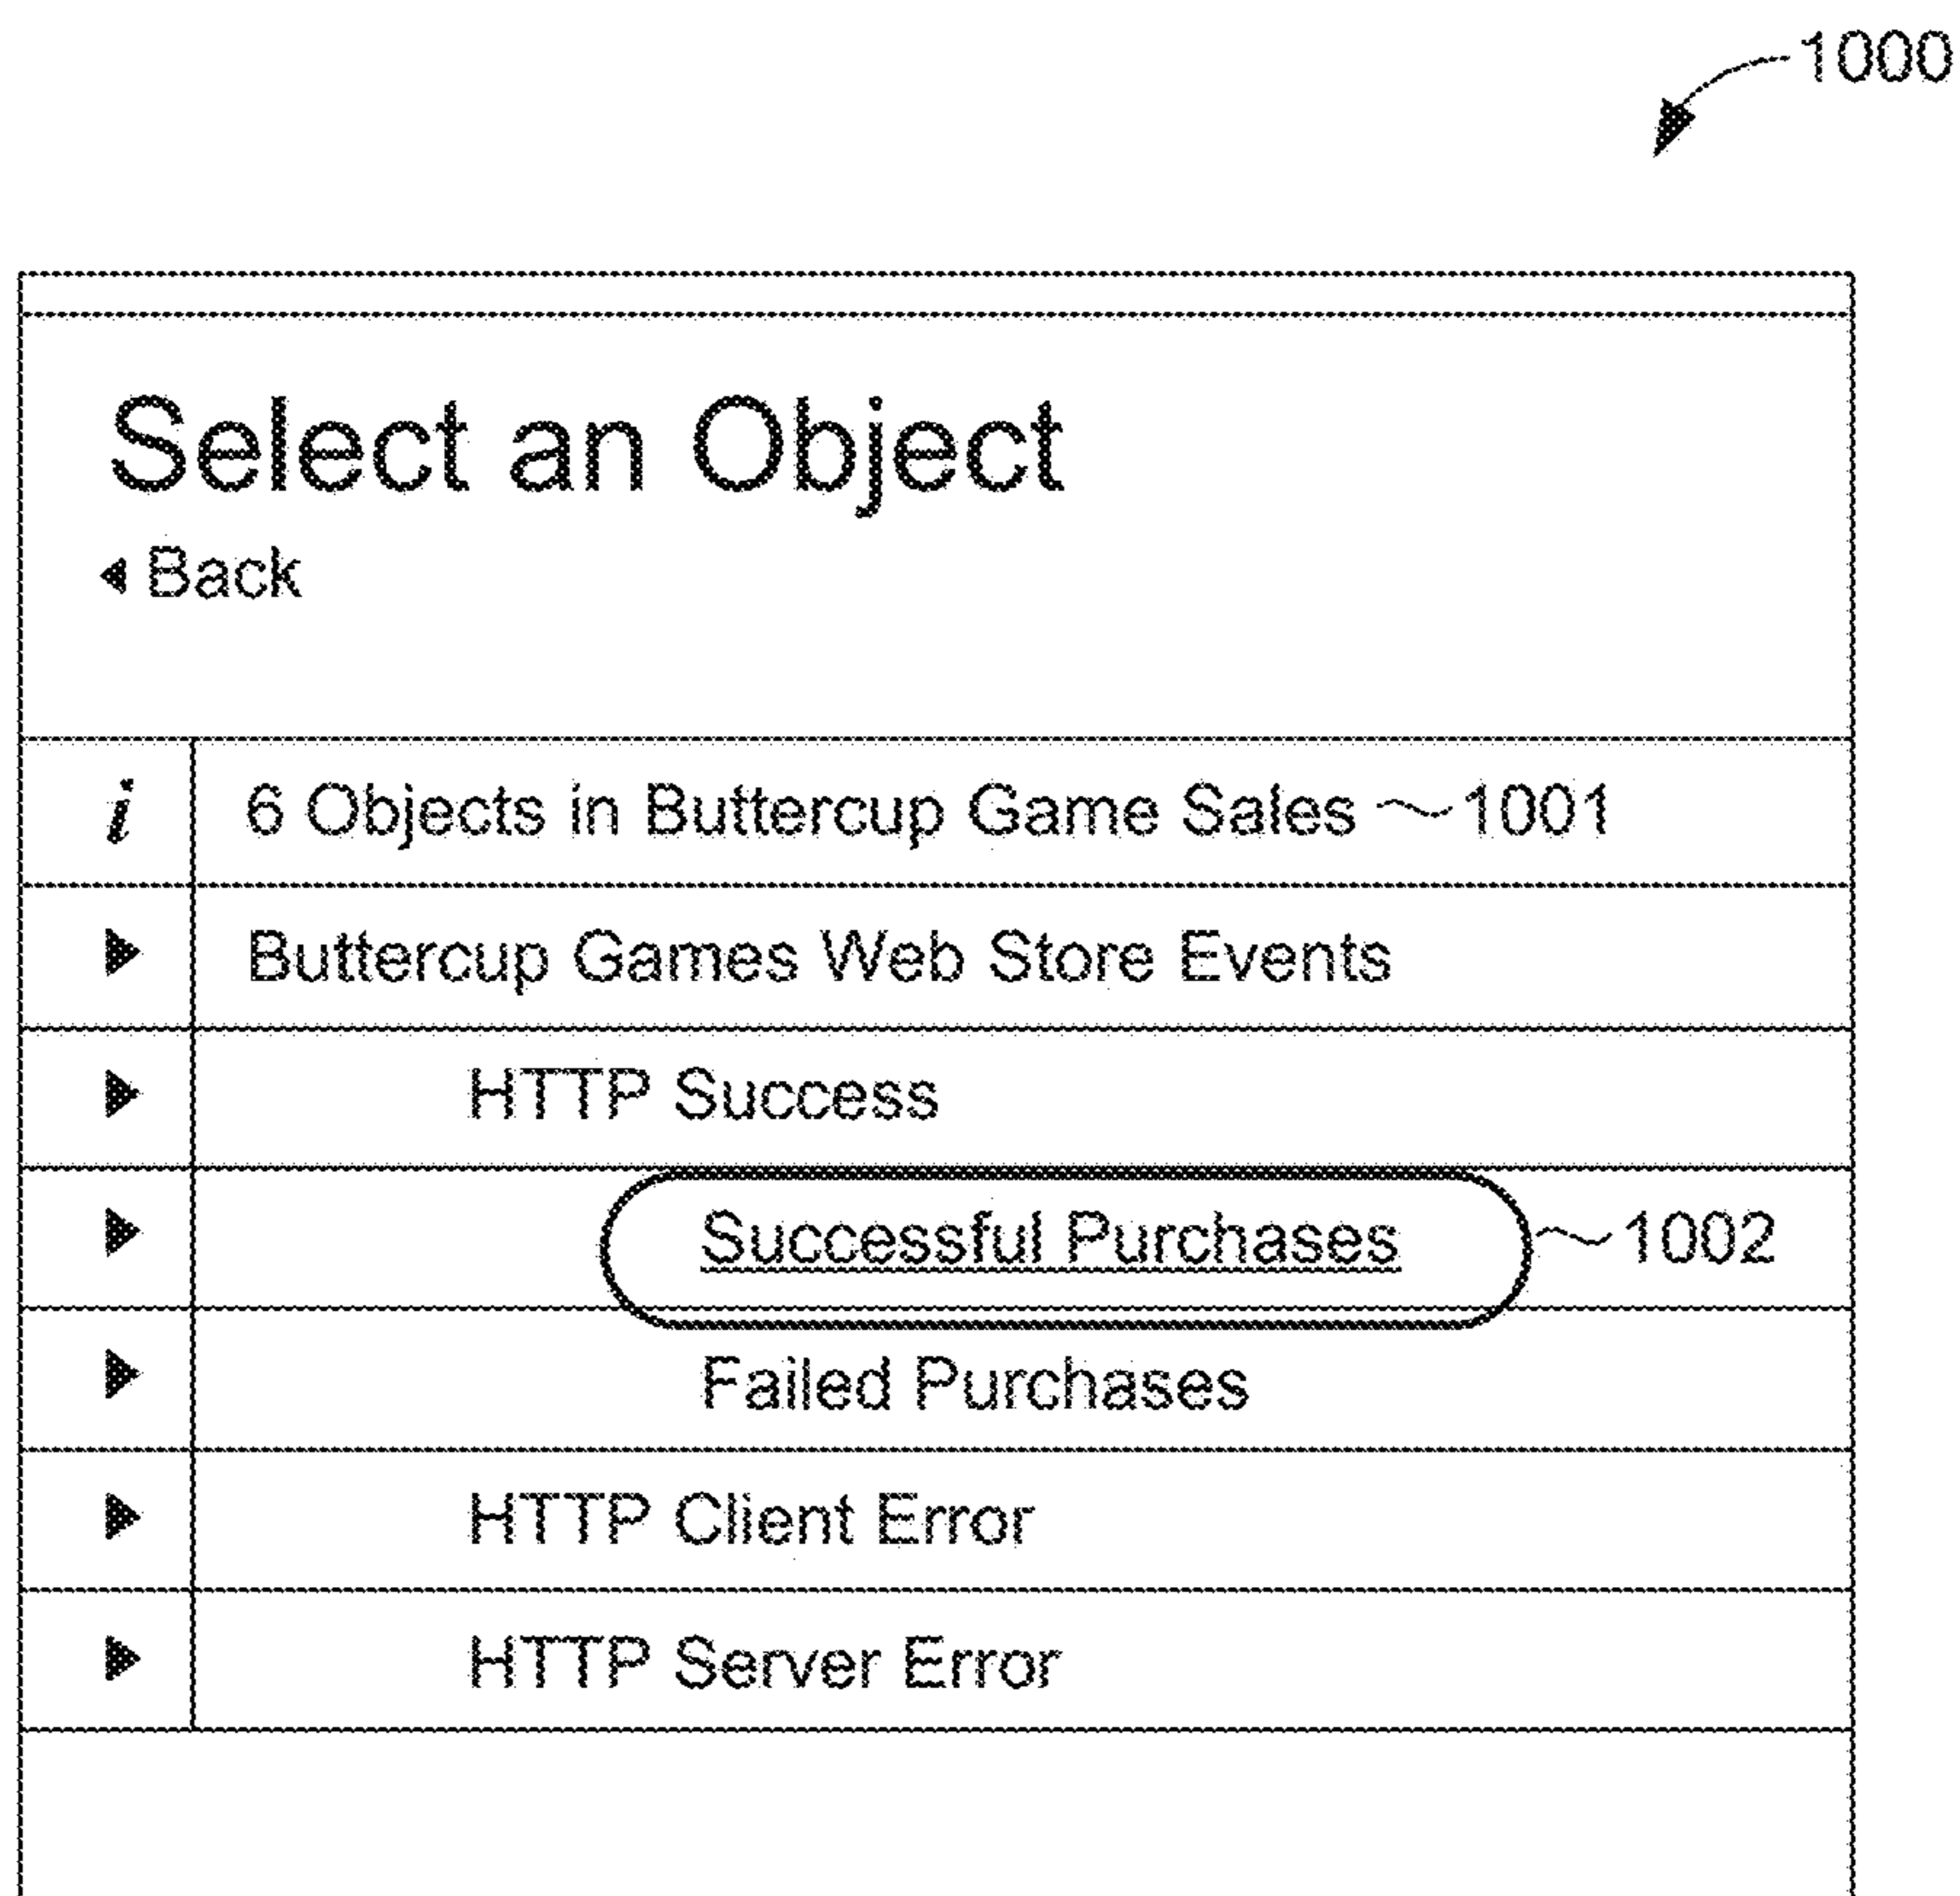 1000
Select an Object
Back
i 6 Objects in Buttercup Game Sales 1001
Buttercup Games Web Store Events
HTTP Success
Successful Purchases 1002
Failed Purchases
HTTP Client Error
HTTP Server Error